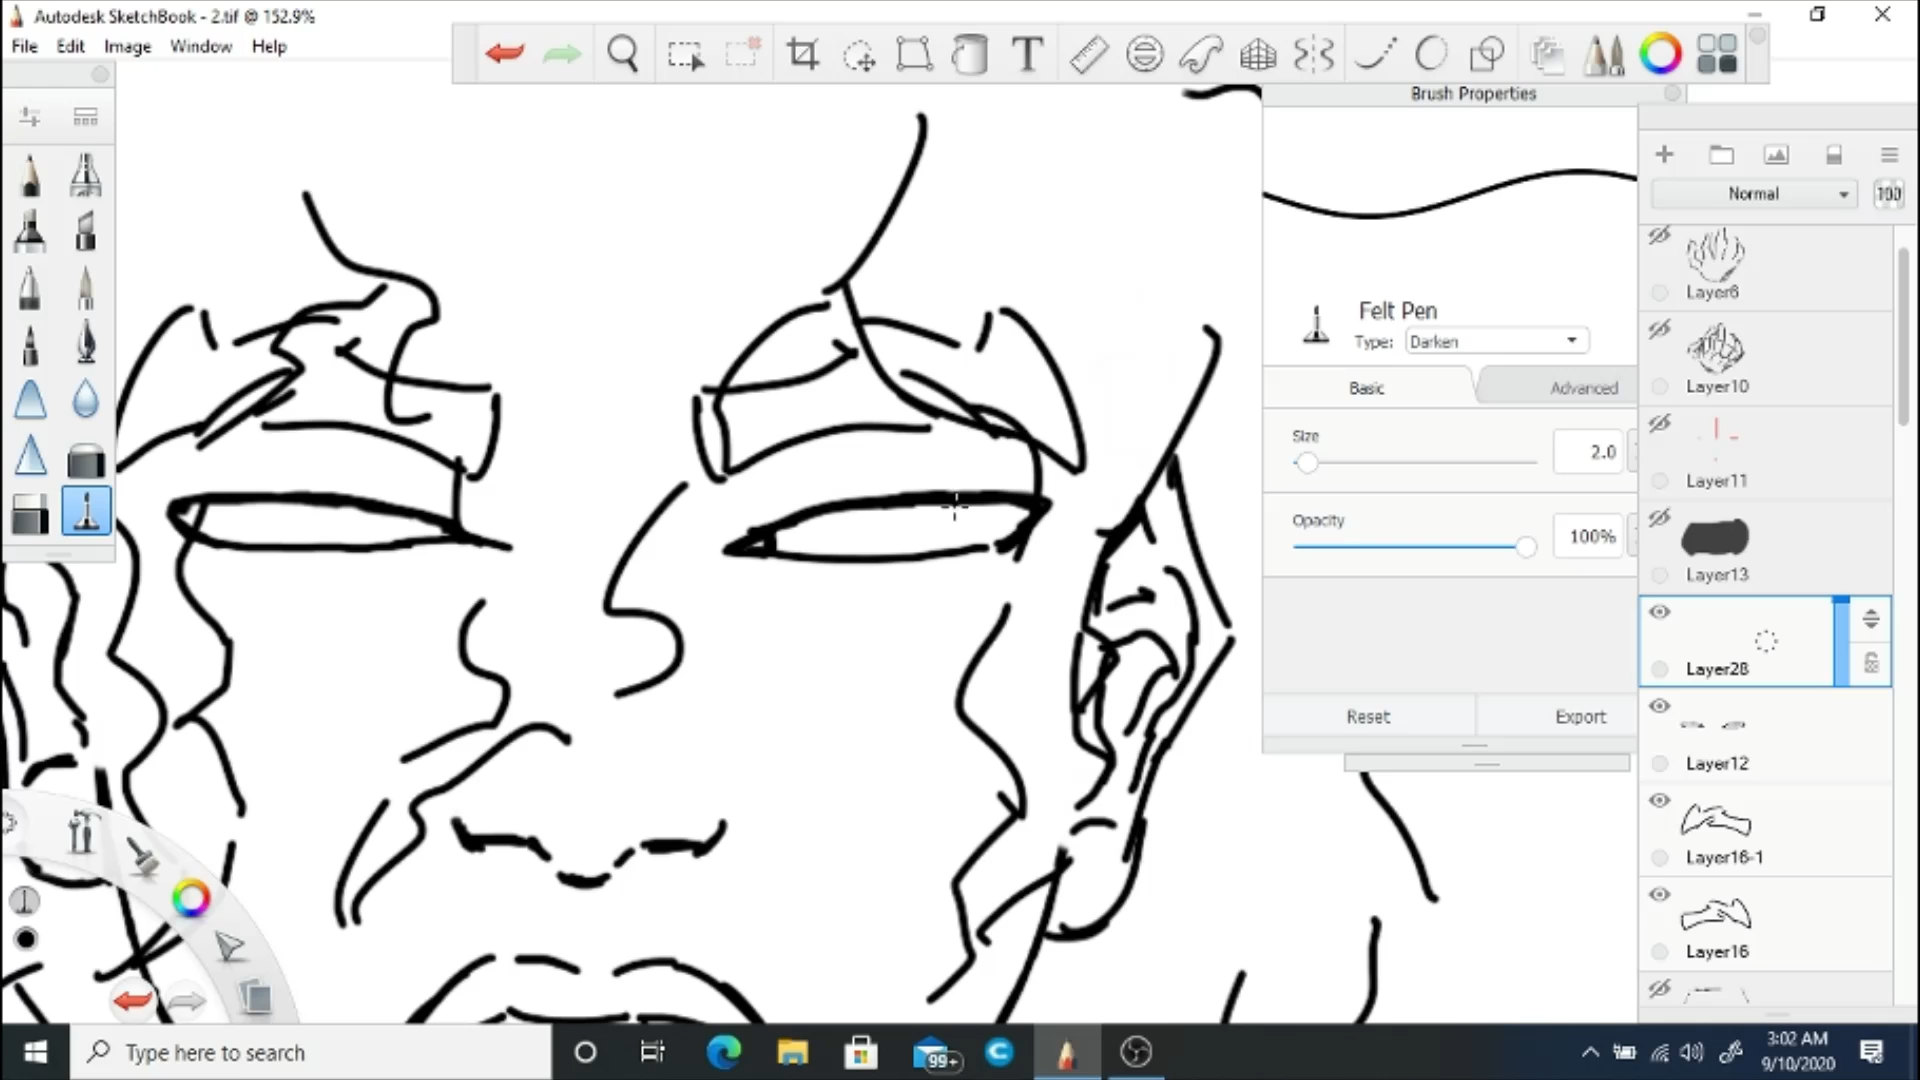 Autodesk SketchBook - 2.tif @ 152.9%
File Edit Image Window Help
T
Brush Properties
Normal
100
Felt Pen
Type: Darken
Basic
Advanced
Size
2.0
Opacity
100%
Reset
Export
Layer6
Layer10
Layer11
Layer13
Layer28
Layer12
Layer16-1
Layer16
Type here to search
99+
3:02 AM
9/10/2020